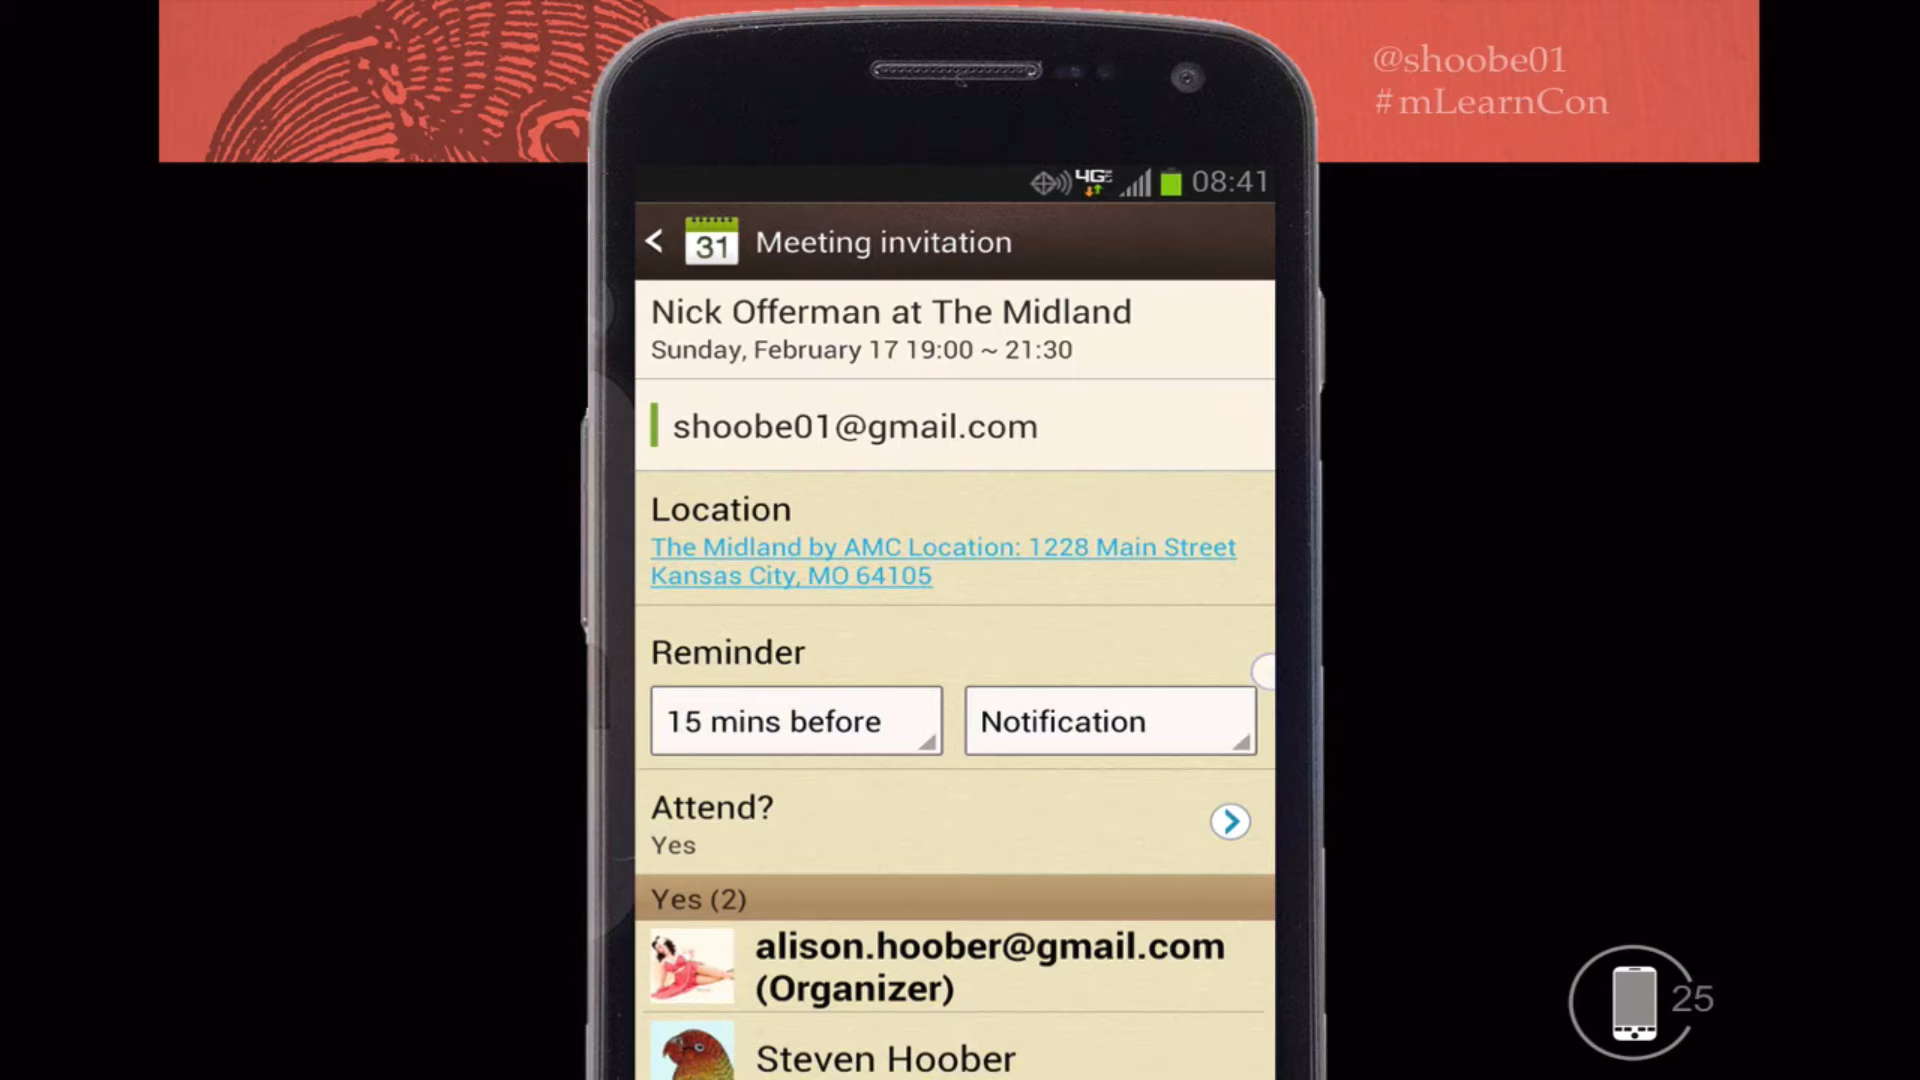 @shoobe01
#mLearnCon
4G
08:41
31
Meeting invitation
Nick Offerman at The Midland
Sunday, February 17 19:00 ~ 21:30
shoobe01@gmail.com
Location
The Midland by AMC Location: 1228 Main Street
Kansas City, MO 64105
Reminder
15 mins before
Notification
Attend?
Yes
Yes (2)
alison.hoober@gmail.com
(Organizer)
Steven Hoober
25